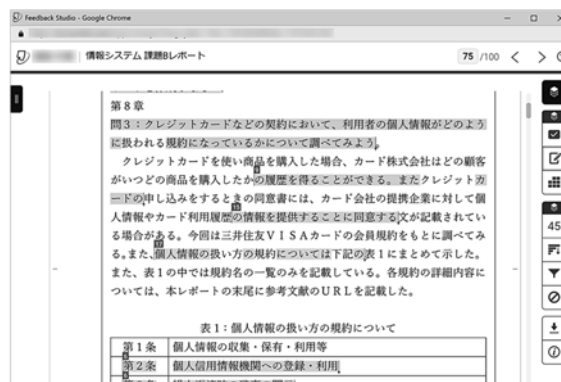 Feedback Studio - Google Chrome
情報システム 課題Bレポート
75 /100
第8章
問3：クレジットカードなどの契約において、利用者の個人情報がどのよう
に扱われる規約になっているかについて調べてみよう。
クレジットカードを使い商品を購入した場合、カード株式会社はどの顧客
がいつどの商品を購入したかの履歴を得ることができる。またクレジットカ
ードの申し込みをするときの同意書には、カード会社の提携企業に対して個
人情報やカード利用履歴の情報を提供することに同意する文が記載されてい
る場合がある。今回は三井住友VISAカードの会員規約をもとに調べてみ
る。また、個人情報の扱い方の規約については下記の表1にまとめて示した。
また、表1の中では規約名の一覧のみを記載している。各規約の詳細内容に
ついては、本レポートの末尾に参考文献のURLを記載した。
表1：個人情報の扱い方の規約について
第1条 個人情報の収集・保有・利用等
第2条 個人信用情報機関への登録・利用
45